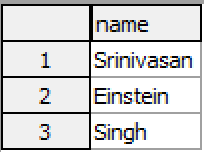 name
1 Srinivasan
2 Einstein
3 Singh